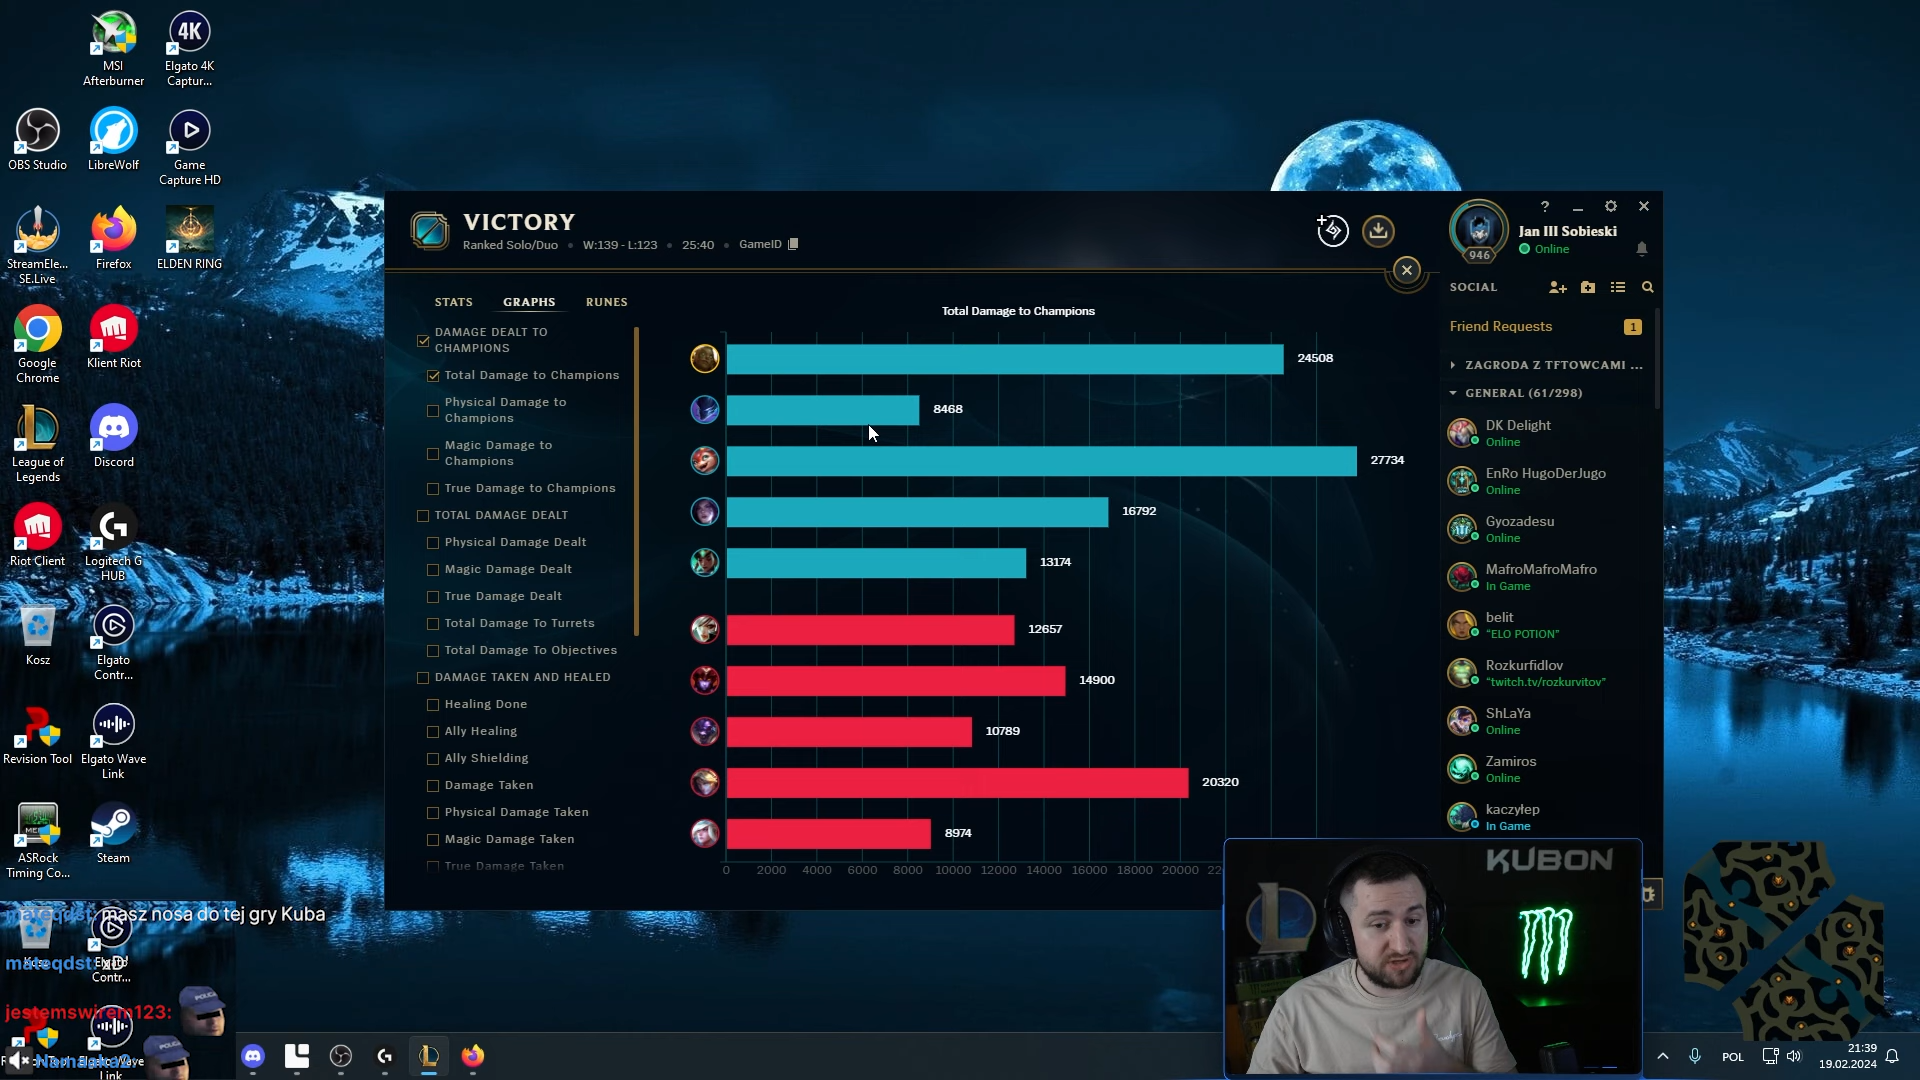 MSI
Afterburner
4K
Elgato 4K
Captur...
OBS Studio
LibreWolf
Game
Capture HD
StreamEle...
SE.Live
Firefox
ELDEN RING
Google
Chrome
Klient Riot
League of
Legends
Discord
Riot Client
Logitech G
HUB
Kosz
Elgato
Contr...
Revision Tool
Elgato Wave
Link
ASRock
Timing Co...
Steam
mateqdst: masz nosa do tej gry Kuba
mateqdst: xD
Contr...
jestemswirem123:
Link
VICTORY
Ranked Solo/Duo • W:139 - L:123 • 25:40 • GameID
STATS
GRAPHS
RUNES
DAMAGE DEALT TO
CHAMPIONS
Total Damage to Champions
Physical Damage to
Champions
Magic Damage to
Champions
True Damage to Champions
TOTAL DAMAGE DEALT
Physical Damage Dealt
Magic Damage Dealt
True Damage Dealt
Total Damage To Turrets
Total Damage To Objectives
DAMAGE TAKEN AND HEALED
Healing Done
Ally Healing
Ally Shielding
Damage Taken
Physical Damage Taken
Magic Damage Taken
True Damage Taken
Total Damage to Champions
24508
8468
27734
16792
13174
12657
14900
10789
20320
8974
0 2000 4000 6000 8000 10000 12000 14000 16000 18000 20000
946
Jan III Sobieski
Online
SOCIAL
Friend Requests
1
ZAGRODA Z TFTOWCAMI ...
GENERAL (61/298)
DK Delight
Online
EnRo HugoDerJugo
Online
Gyozadesu
Online
MafroMafroMafro
In Game
belit
"ELO POTION"
Rozkurfidlov
"twitch.tv/rozkurvitov"
ShLaYa
Online
Zamiros
Online
kaczyłep
In Game
KUBON
POL
21:39
19.02.2024